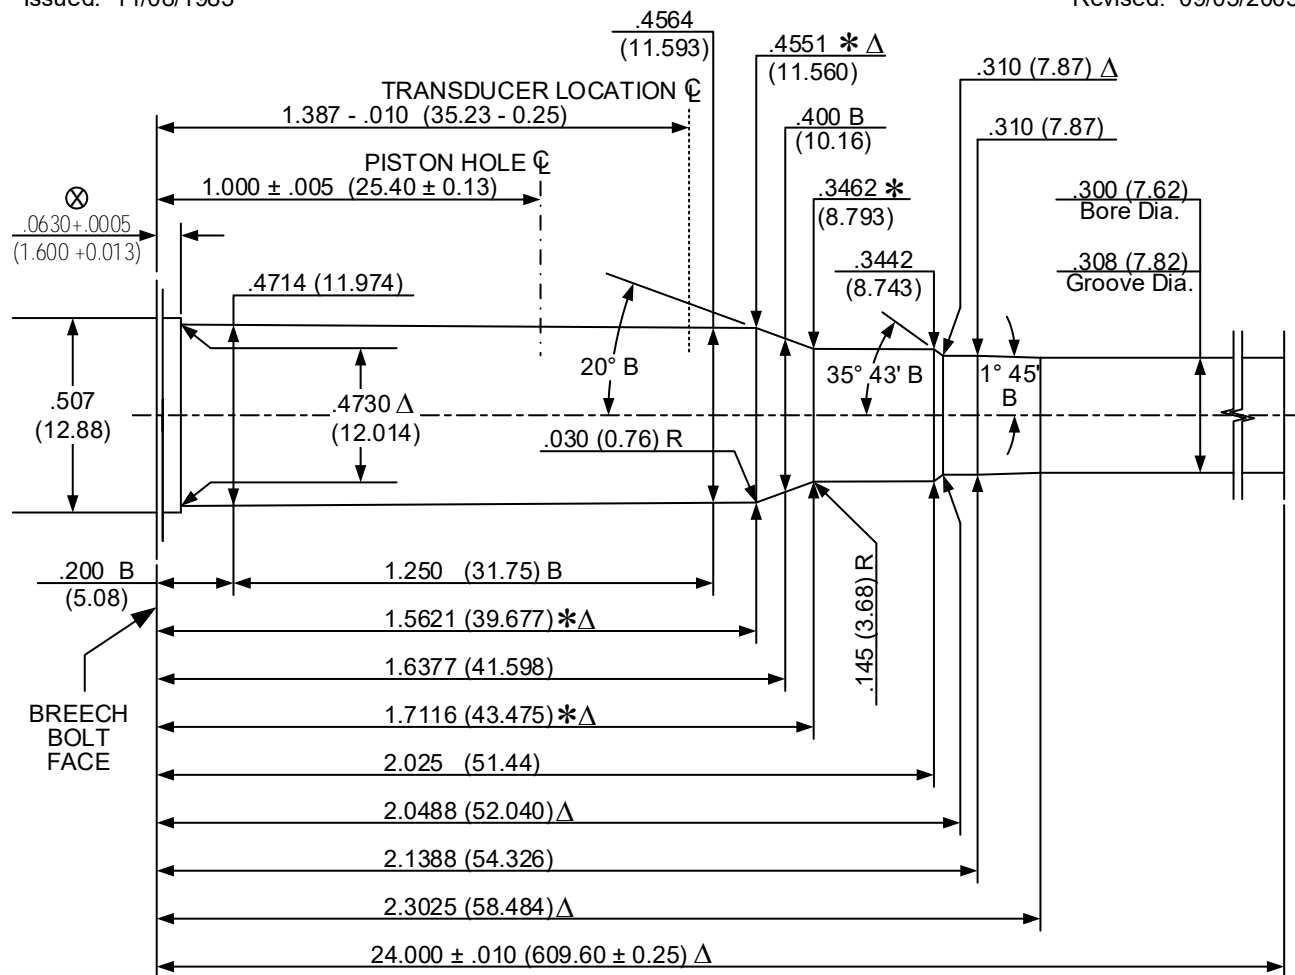 Issued: 11/08/1983
Revised: 09/05/2005
.4564
(11.593)
.4551 * Δ
(11.560)
.310 (7.87) Δ
TRANSDUCER LOCATION ℄
1.387 - .010 (35.23 - 0.25)
.400 B
(10.16)
.310 (7.87)
PISTON HOLE ℄
1.000 ± .005 (25.40 ± 0.13)
⊗
.0630+.0005
(1.600 +0.013)
.3462 *
(8.793)
.300 (7.62)
Bore Dia.
.4714 (11.974)
.3442
(8.743)
.308 (7.82)
Groove Dia.
20° B
35° 43' B
1° 45'
B
.507
(12.88)
.4730 Δ
(12.014)
.030 (0.76) R
.200 B
(5.08)
1.250 (31.75) B
.145 (3.68) R
1.5621 (39.677) * Δ
1.6377 (41.598)
BREECH
BOLT
FACE
1.7116 (43.475) * Δ
2.025 (51.44)
2.0488 (52.040) Δ
2.1388 (54.326)
2.3025 (58.484) Δ
24.000 ± .010 (609.60 ± 0.25) Δ